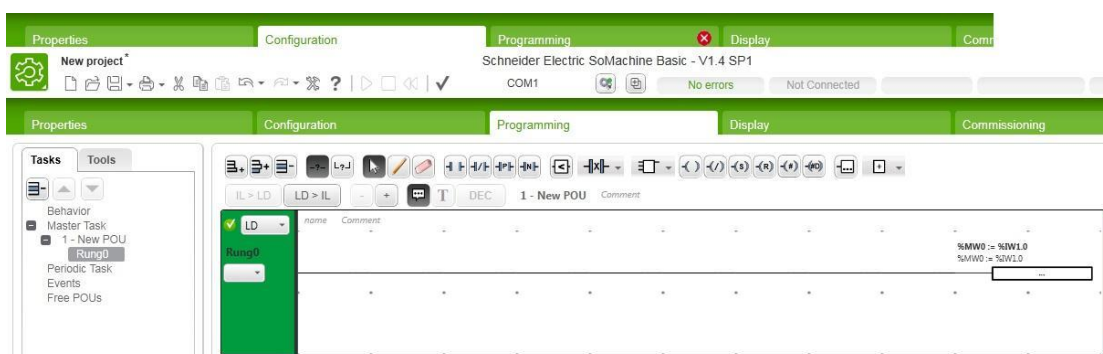 Properties Configuration Programming Display Comm
New project*
Schneider Electric SoMachine Basic - V1.4 SP1
COM1 No errors Not Connected
Properties Configuration Programming Display Commissioning
Tasks Tools
IL > LD LD > IL - + T DEC 1 - New POU Comment
Behavior
Master Task
1 - New POU
Rung0
Periodic Task
Events
Free POUs
LD name Comment
Rung0
%MW0 := %IW1.0
%MW0 := %IW1.0
...